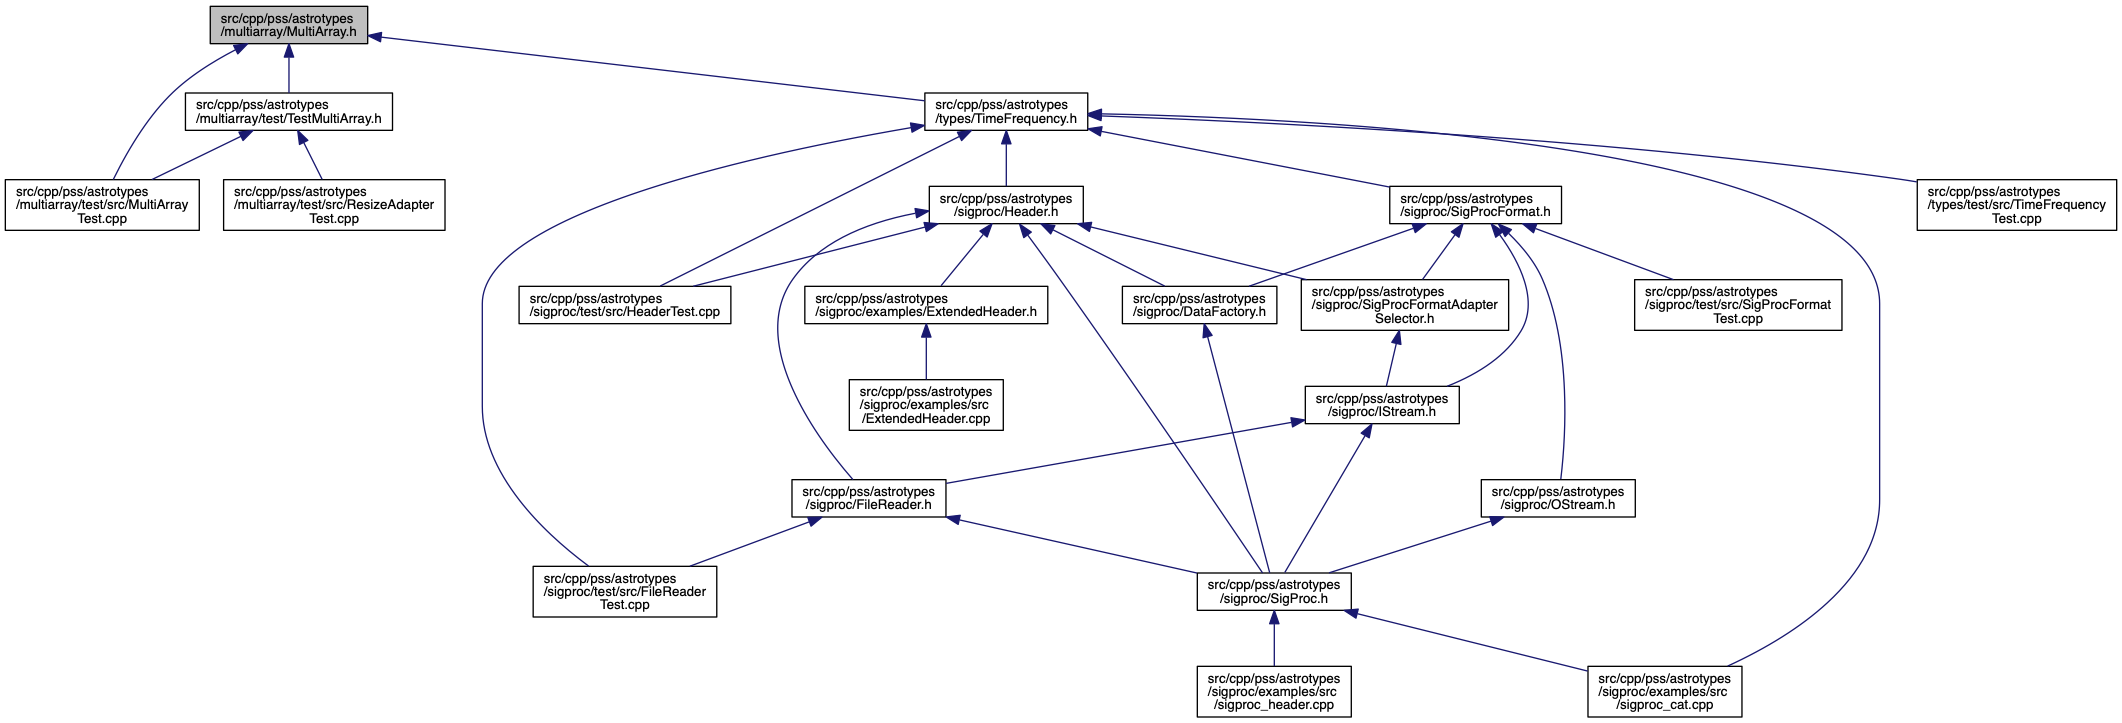 src/cpp/pss/astrotypes
/multiarray/MultiArray.h
src/cpp/pss/astrotypes
/multiarray/test/TestMultiArray.h
src/cpp/pss/astrotypes
/types/TimeFrequency.h
src/cpp/pss/astrotypes
/multiarray/test/src/MultiArray
Test.cpp
src/cpp/pss/astrotypes
/multiarray/test/src/ResizeAdapter
Test.cpp
src/cpp/pss/astrotypes
/sigproc/Header.h
src/cpp/pss/astrotypes
/sigproc/SigProcFormat.h
src/cpp/pss/astrotypes
/types/test/src/TimeFrequency
Test.cpp
src/cpp/pss/astrotypes
/sigproc/test/src/HeaderTest.cpp
src/cpp/pss/astrotypes
/sigproc/examples/ExtendedHeader.h
src/cpp/pss/astrotypes
/sigproc/DataFactory.h
src/cpp/pss/astrotypes
/sigproc/SigProcFormatAdapter
Selector.h
src/cpp/pss/astrotypes
/sigproc/test/src/SigProcFormat
Test.cpp
src/cpp/pss/astrotypes
/sigproc/examples/src
/ExtendedHeader.cpp
src/cpp/pss/astrotypes
/sigproc/IStream.h
src/cpp/pss/astrotypes
/sigproc/FileReader.h
src/cpp/pss/astrotypes
/sigproc/OStream.h
src/cpp/pss/astrotypes
/sigproc/test/src/FileReader
Test.cpp
src/cpp/pss/astrotypes
/sigproc/SigProc.h
src/cpp/pss/astrotypes
/sigproc/examples/src
/sigproc_header.cpp
src/cpp/pss/astrotypes
/sigproc/examples/src
/sigproc_cat.cpp